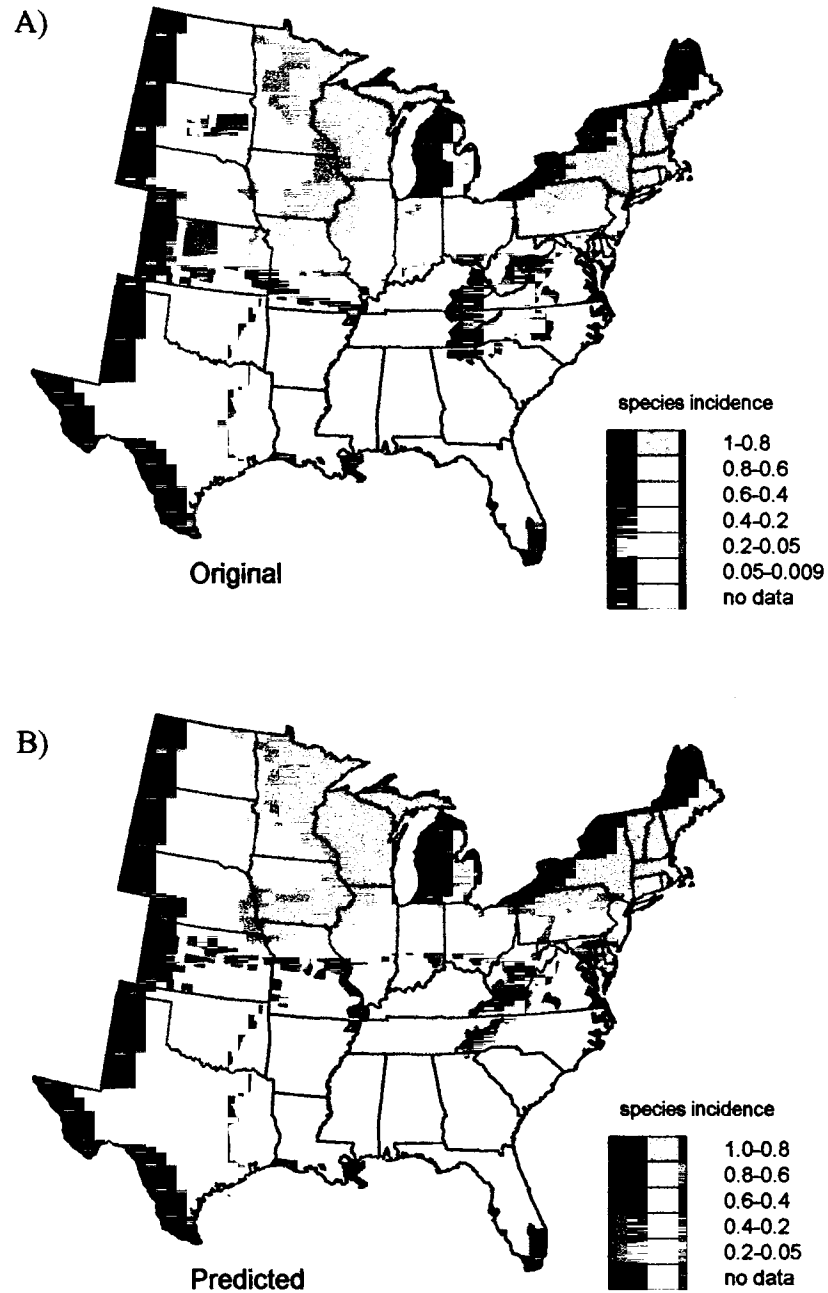 A)
species incidence
1-0.8
0.8-0.6
0.6-0.4
0.4-0.2
0.2-0.05
0.05-0.009
no data
Original
B)
species incidence
1.0-0.8
0.8-0.6
0.6-0.4
0.4-0.2
0.2-0.05
no data
Predicted